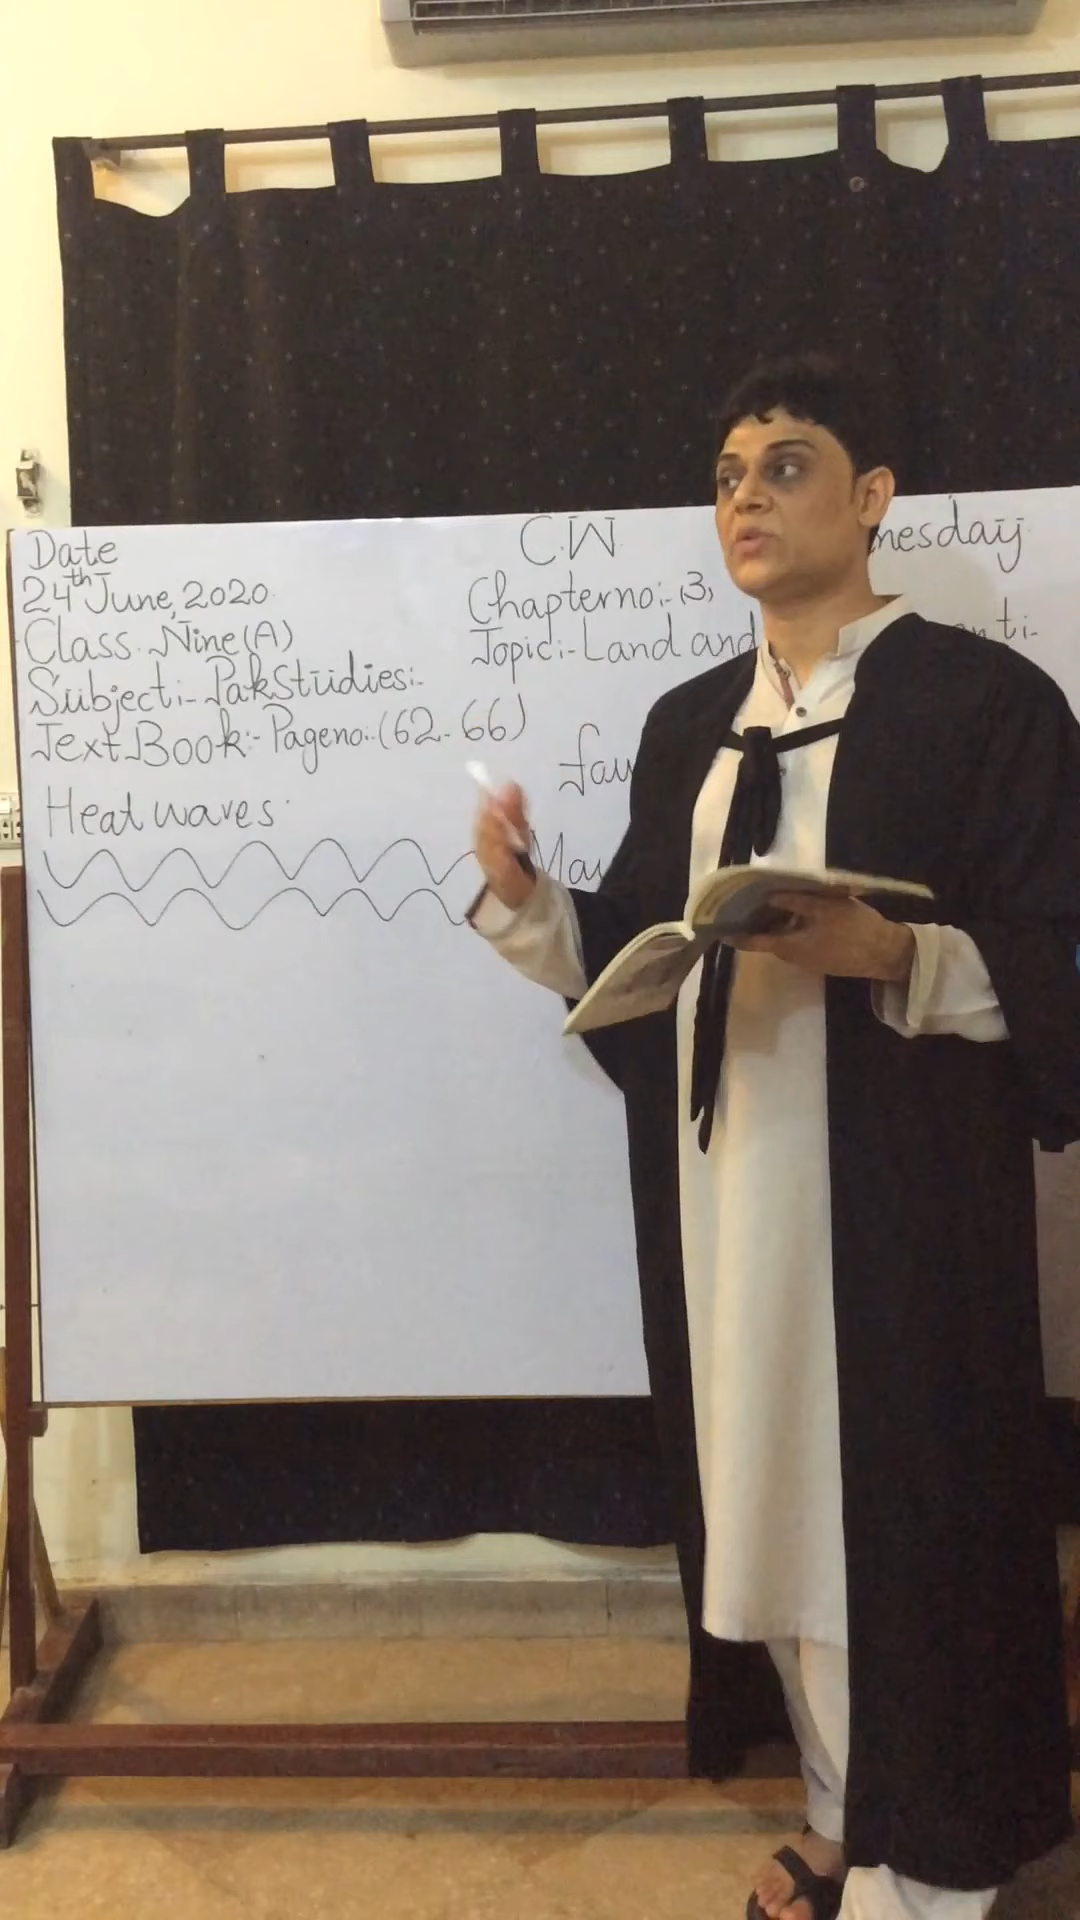 Date
C.W
24th June, 2020
Chapter no:- 3,
Class. Nine (A)
Topic:- Land and
Subject:- Pak Studies:-
Text Book:- Page no:- (62-66)
Heat waves